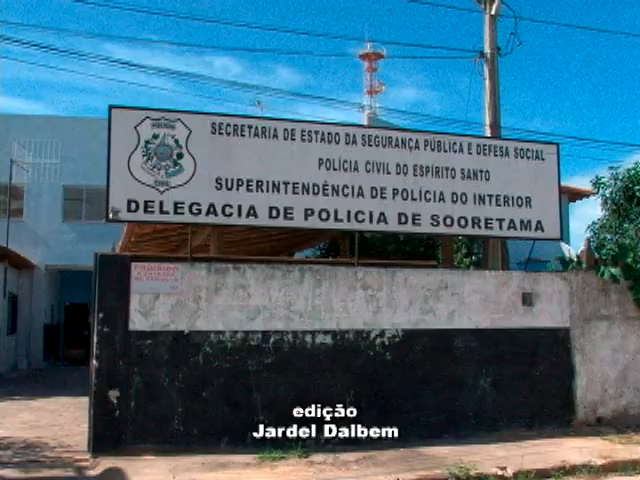 SECRETARIA DE ESTADO DA SEGURANÇA PÚBLICA E DEFESA SOCIAL
POLÍCIA CIVIL DO ESPÍRITO SANTO
SUPERINTENDÊNCIA DE POLÍCIA DO INTERIOR
DELEGACIA DE POLICIA DE SOORETAMA
CIVIL
PROIBIDO
edição
Jardel Dalbem